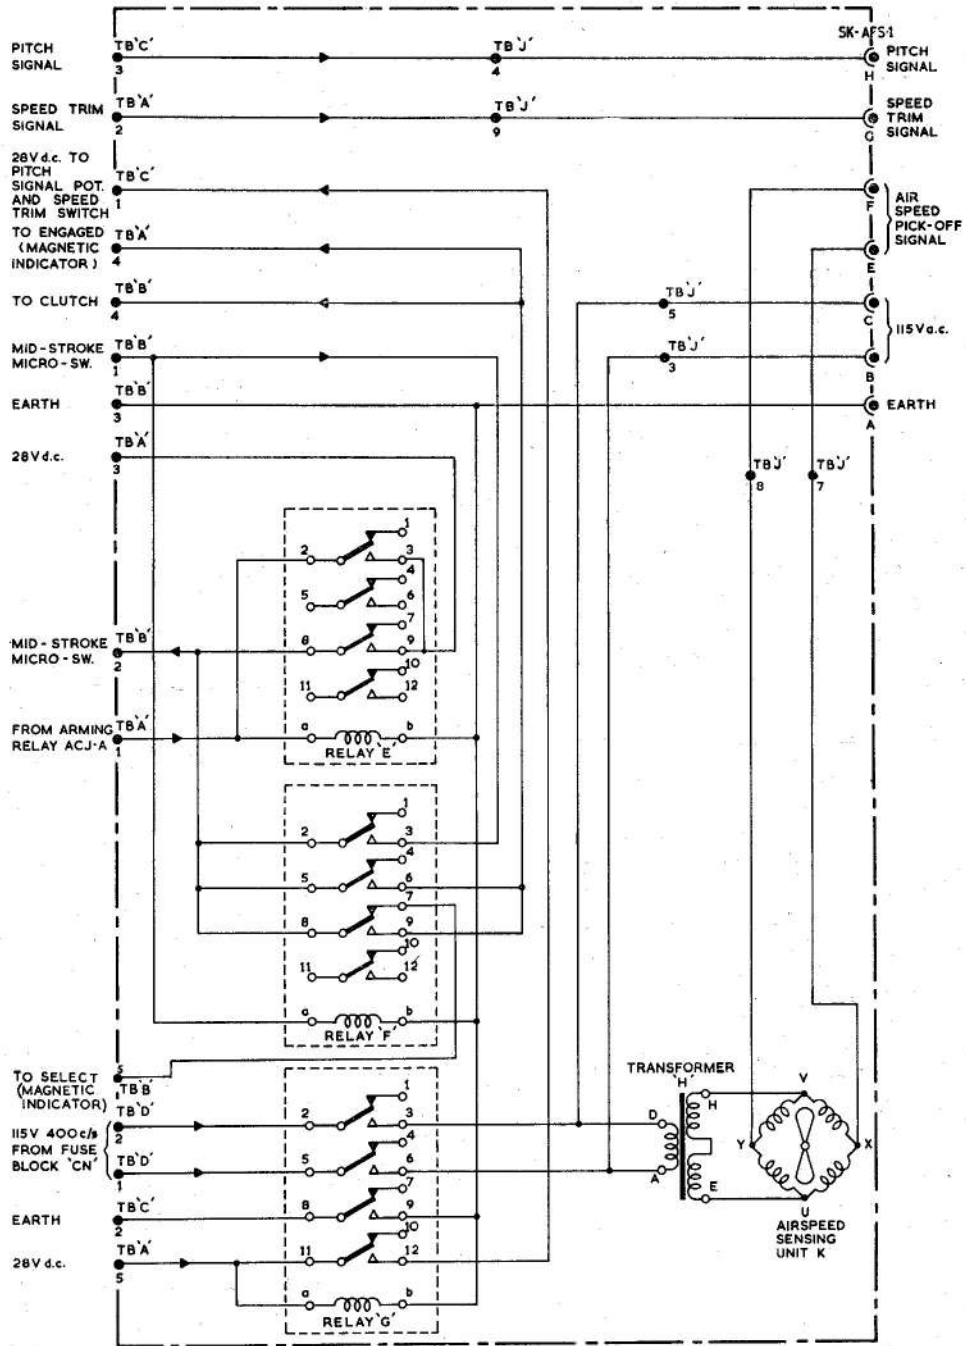 SK-AFS1
PITCH
SIGNAL
TB'C'
3
TB'J'
4
H
PITCH
SIGNAL
SPEED TRIM
SIGNAL
TB'A'
2
TB'J'
9
G
SPEED
TRIM
SIGNAL
28V d.c. TO
PITCH
SIGNAL POT.
AND SPEED
TRIM SWITCH
TB'C'
1
F
AIR
SPEED
PICK-OFF
SIGNAL
TO ENGAGED
(MAGNETIC
INDICATOR)
TB'A'
4
E
TO CLUTCH
TB'B'
4
TB'J'
5
C
115V a.c.
MID-STROKE
MICRO-SW.
TB'B'
1
TB'J'
3
B
EARTH
TB'B'
3
A
EARTH
28V d.c.
TB'A'
3
TB'J'
8
TB'J'
7
1
2
3
4
5
6
7
8
9
10
11
12
MID-STROKE
MICRO-SW.
TB'B'
2
FROM ARMING
RELAY ACJ-A
TB'A'
1
a
b
RELAY 'E'
1
2
3
4
5
6
7
8
9
10
11
12
a
b
RELAY 'F'
TO SELECT
(MAGNETIC
INDICATOR)
5
TB'B'
115V 400c/s
FROM FUSE
BLOCK 'CN'
TB'D'
2
TB'D'
1
EARTH
TB'C'
2
28V d.c.
TB'A'
5
1
2
3
4
5
6
7
8
9
10
11
12
a
b
RELAY 'G'
TRANSFORMER
'H'
D
H
A
E
V
Y
X
U
AIRSPEED
SENSING
UNIT K